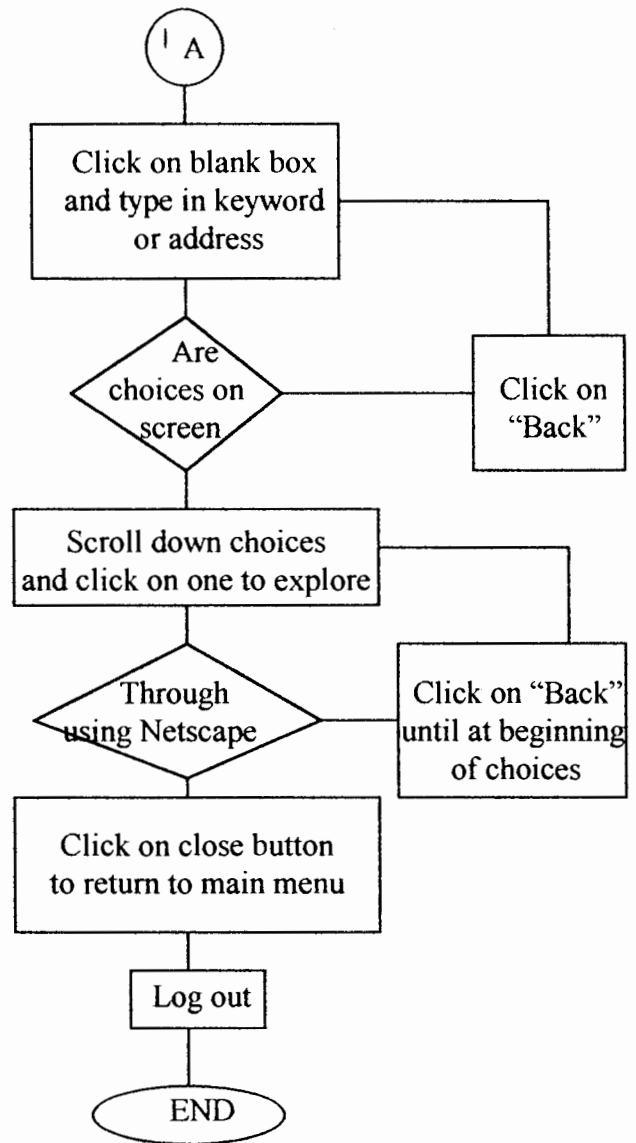 A
Click on blank box
and type in keyword
or address
Are
choices on
screen
Click on
“Back”
Scroll down choices
and click on one to explore
Through
using Netscape
Click on “Back”
until at beginning
of choices
Click on close button
to return to main menu
Log out
END